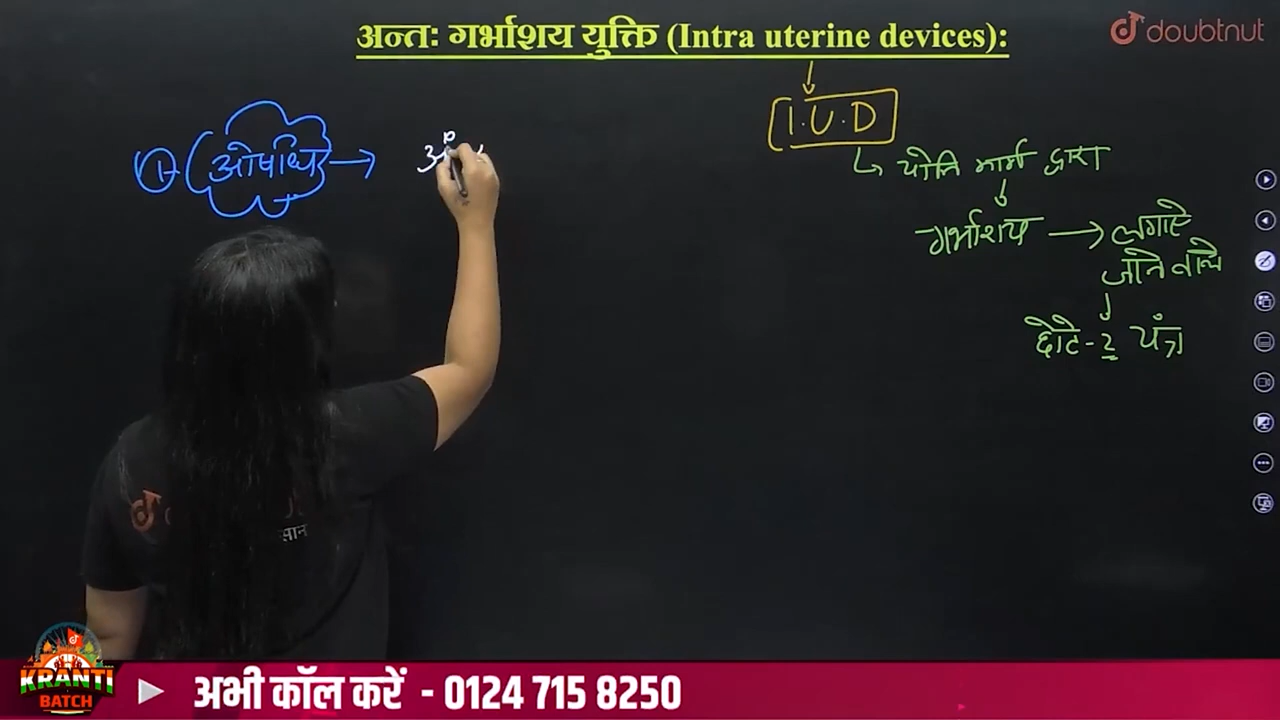 अन्तः गर्भाशय युक्ति (Intra uterine devices):
doubtnut
I.U.D
योनि मार्ग द्वारा
① औषधि →
गर्भाशय → लगाऐ
जाने वाले
छोटे-२ यंत्र
KRANTI
BATCH
अभी कॉल करें - 0124 715 8250